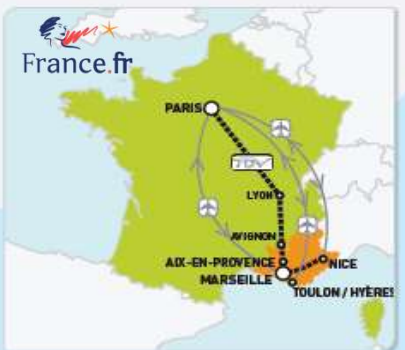 France.fr
PARIS
TGV
LYON
AVIGNON
AIX-EN-PROVENCE
NICE
MARSEILLE
TOULON / HYÈRES